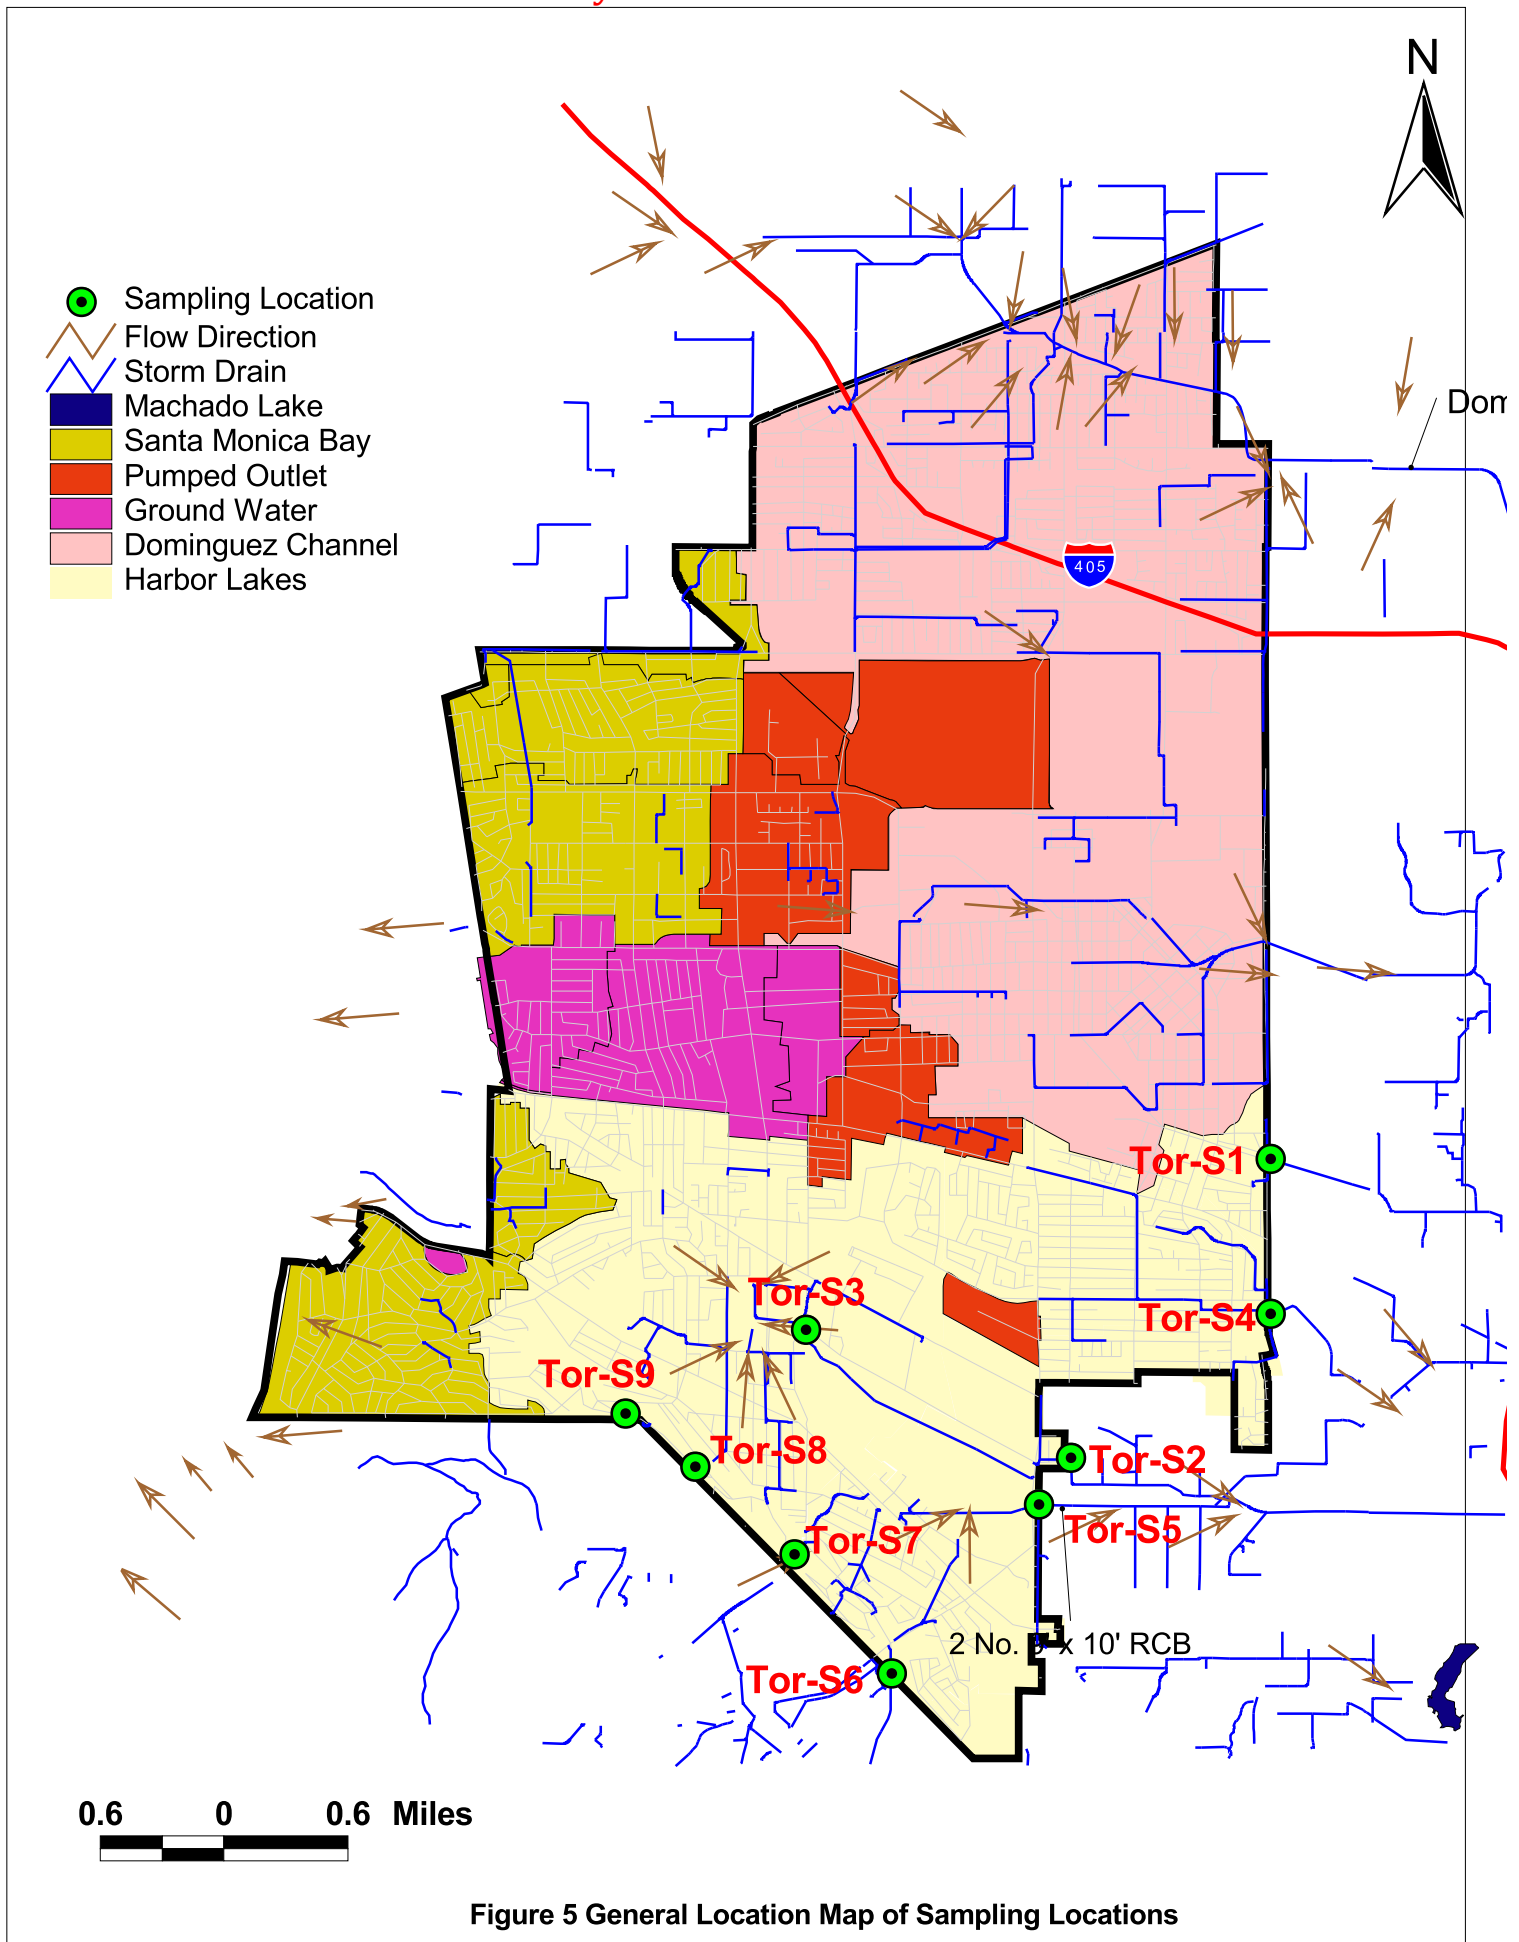 N
Sampling Location
Flow Direction
Storm Drain
Machado Lake
Santa Monica Bay
Pumped Outlet
Ground Water
Dominguez Channel
Harbor Lakes
405
Tor-S1
Tor-S3
Tor-S4
Tor-S9
Tor-S8
Tor-S2
Tor-S5
Tor-S7
2 No. x 10' RCB
Tor-S6
0.6 0 0.6 Miles
Figure 5 General Location Map of Sampling Locations